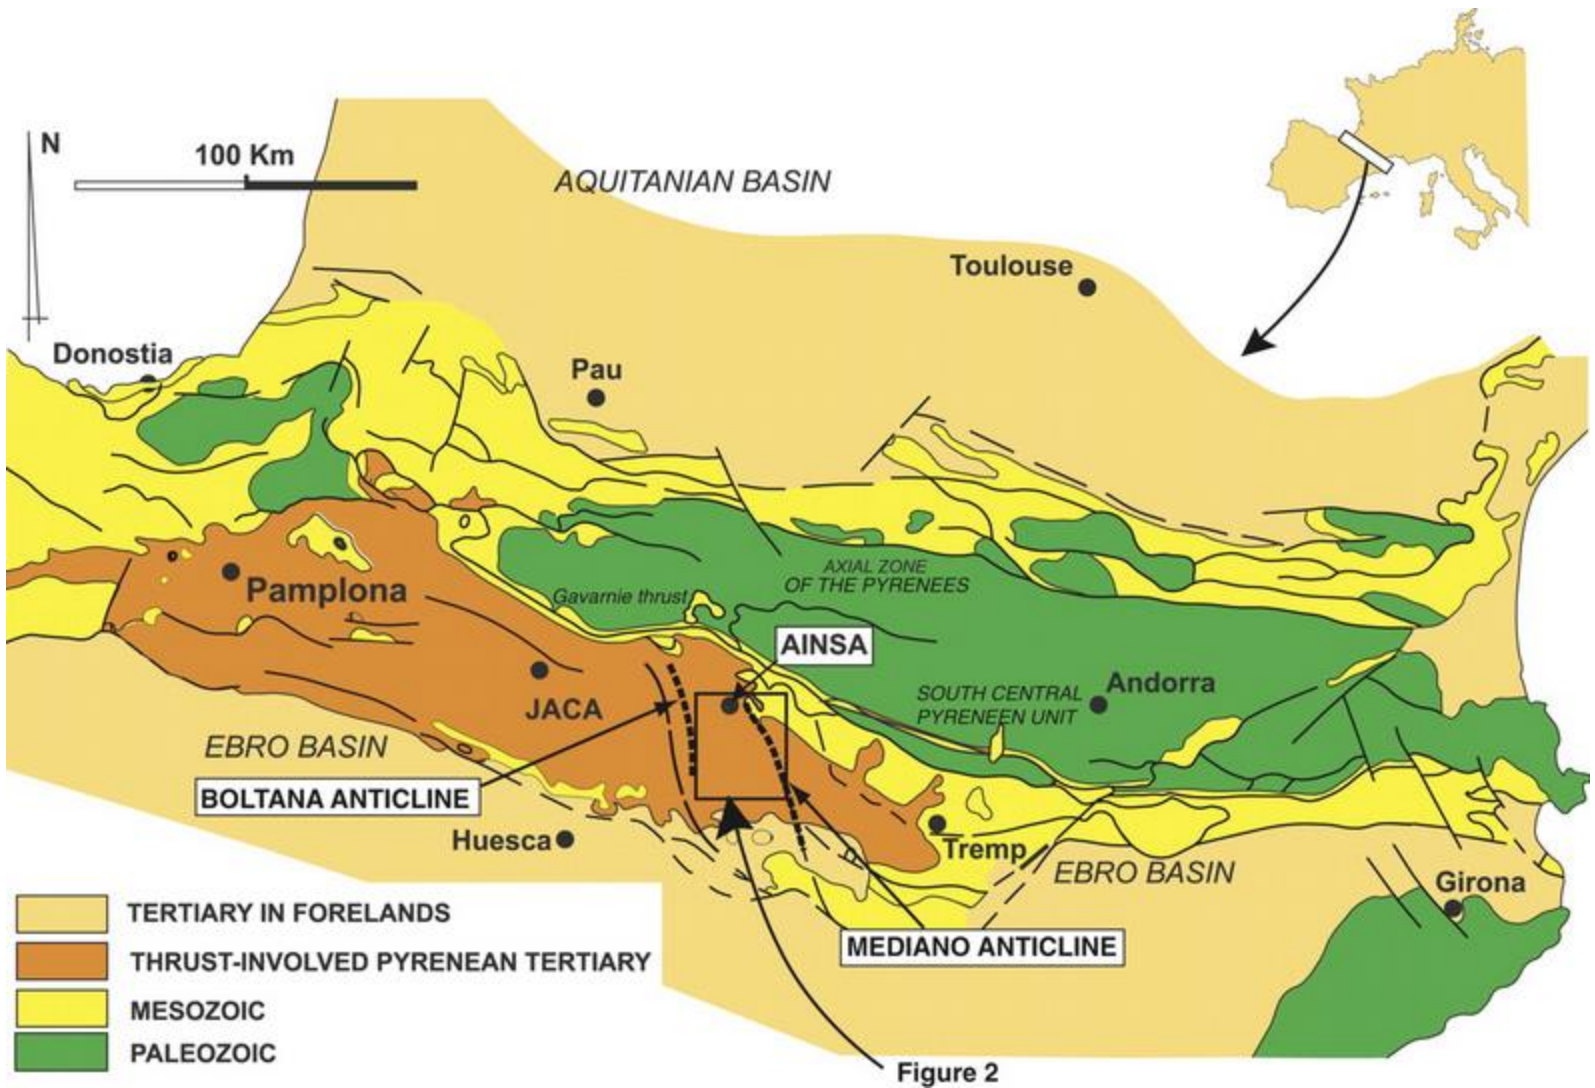 N
100 Km
AQUITANIAN BASIN
Toulouse
Donostia
Pau
AXIAL ZONE
OF THE PYRENEES
Gavarnie thrust
Pamplona
AINSA
JACA
SOUTH CENTRAL
PYRENEEN UNIT
Andorra
EBRO BASIN
BOLTANA ANTICLINE
Huesca
Tremp
EBRO BASIN
Girona
MEDIANO ANTICLINE
TERTIARY IN FORELANDS
THRUST-INVOLVED PYRENEAN TERTIARY
MESOZOIC
PALEOZOIC
Figure 2